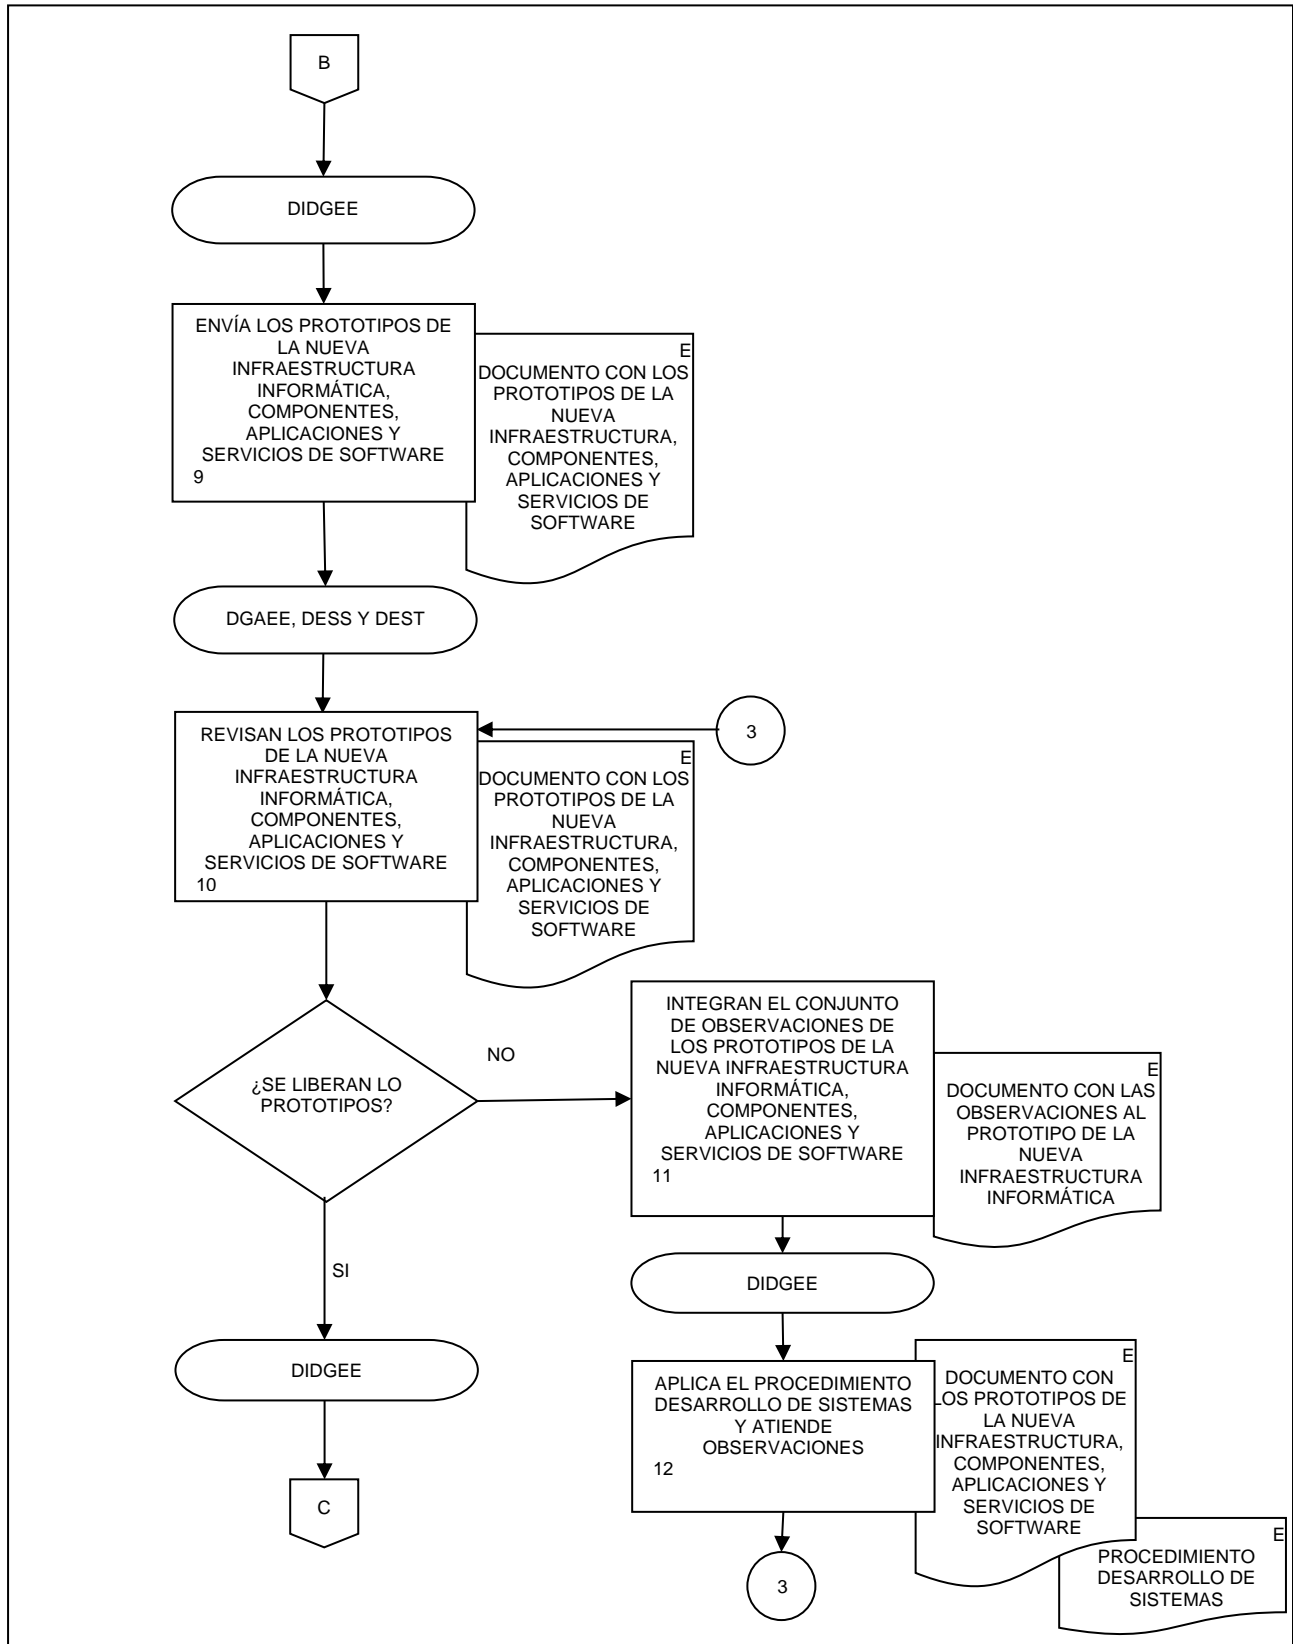 B
DIDGEE
ENVÍA LOS PROTOTIPOS DE
LA NUEVA
INFRAESTRUCTURA
INFORMÁTICA,
COMPONENTES,
APLICACIONES Y
SERVICIOS DE SOFTWARE
9
E
DOCUMENTO CON LOS
PROTOTIPOS DE LA
NUEVA
INFRAESTRUCTURA,
COMPONENTES,
APLICACIONES Y
SERVICIOS DE
SOFTWARE
DGAEE, DESS Y DEST
REVISAN LOS PROTOTIPOS
DE LA NUEVA
INFRAESTRUCTURA
INFORMÁTICA,
COMPONENTES,
APLICACIONES Y
SERVICIOS DE SOFTWARE
10
3
E
DOCUMENTO CON LOS
PROTOTIPOS DE LA
NUEVA
INFRAESTRUCTURA,
COMPONENTES,
APLICACIONES Y
SERVICIOS DE
SOFTWARE
¿SE LIBERAN LO
PROTOTIPOS?
NO
INTEGRAN EL CONJUNTO
DE OBSERVACIONES DE
LOS PROTOTIPOS DE LA
NUEVA INFRAESTRUCTURA
INFORMÁTICA,
COMPONENTES,
APLICACIONES Y
SERVICIOS DE SOFTWARE
11
E
DOCUMENTO CON LAS
OBSERVACIONES AL
PROTOTIPO DE LA
NUEVA
INFRAESTRUCTURA
INFORMÁTICA
SI
DIDGEE
C
DIDGEE
APLICA EL PROCEDIMIENTO
DESARROLLO DE SISTEMAS
Y ATIENDE
OBSERVACIONES
12
E
DOCUMENTO CON
LOS PROTOTIPOS DE
LA NUEVA
INFRAESTRUCTURA,
COMPONENTES,
APLICACIONES Y
SERVICIOS DE
SOFTWARE
E
PROCEDIMIENTO
DESARROLLO DE
SISTEMAS
3